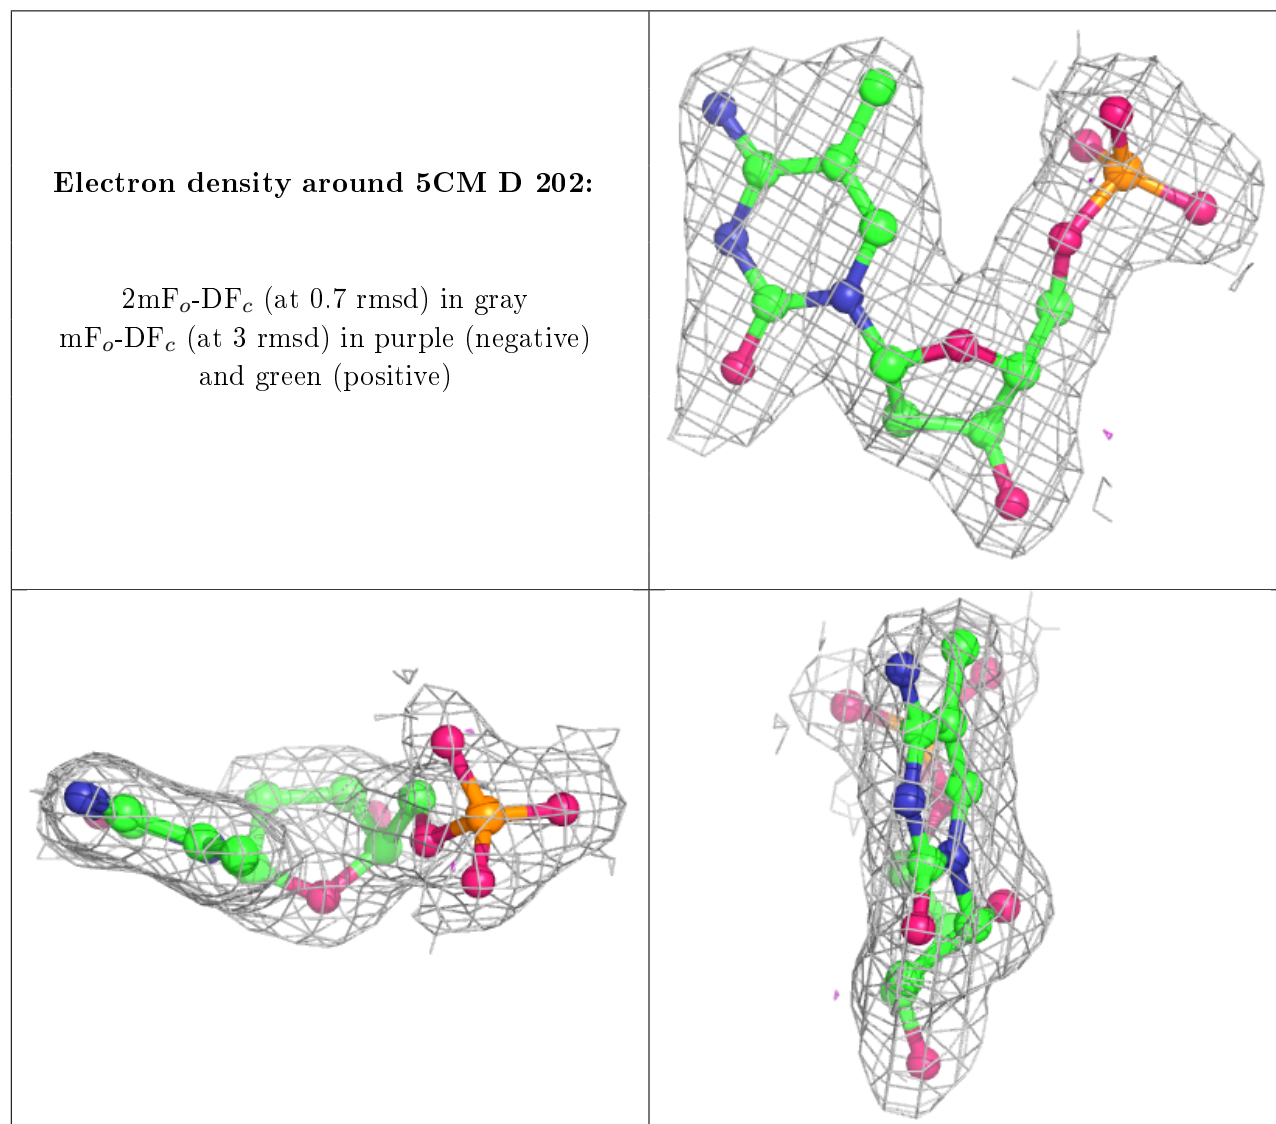 Electron density around 5CM D 202:
2mFo-DFc (at 0.7 rmsd) in gray
mFo-DFc (at 3 rmsd) in purple (negative)
and green (positive)